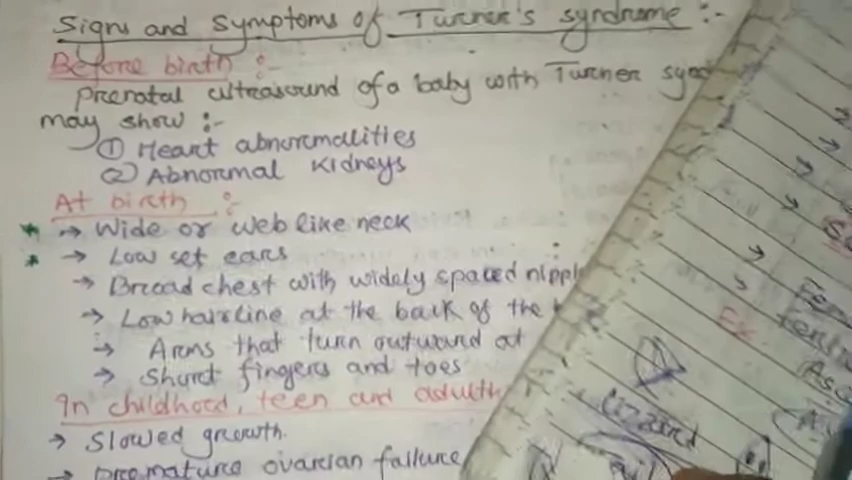 Signs and symptoms of Turner's syndrome :-
Before birth :-
Prenatal ultrasound of a baby with Turner
may show :-
① Heart abnormalities
② Abnormal kidneys
At birth :-
* → Wide or web like neck
* → Low set ears
→ Broad chest with widely spaced nippl
→ Low hairline at the back of the
→ Arms that turn outward at
→ Short fingers and toes
In childhood, teen and adulth
→ Slowed growth.
→ Premature ovarian failure